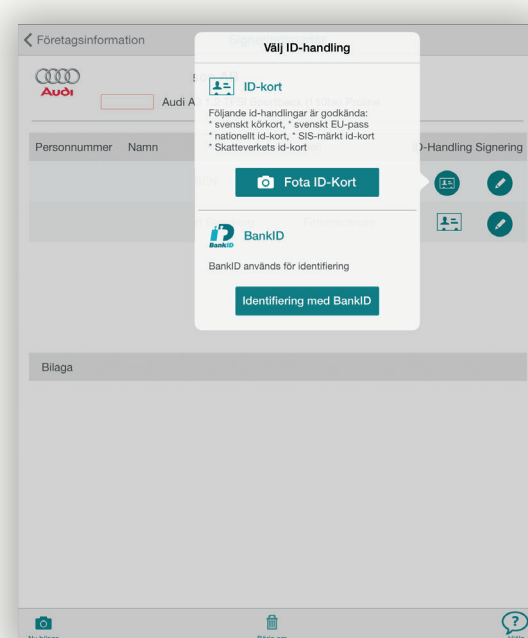 Företagsinformation
Välj ID-handling
Audi
Audi A
ID-kort
Följande id-handlingar är godkända:
* svenskt körkort, * svenskt EU-pass
* nationellt id-kort, * SIS-märkt id-kort
* Skatteverkets id-kort
Personnummer Namn
D-Handling Signering
Fota ID-Kort
BankID
BankID
BankID används för identifiering
Identifiering med BankID
Bilaga
?